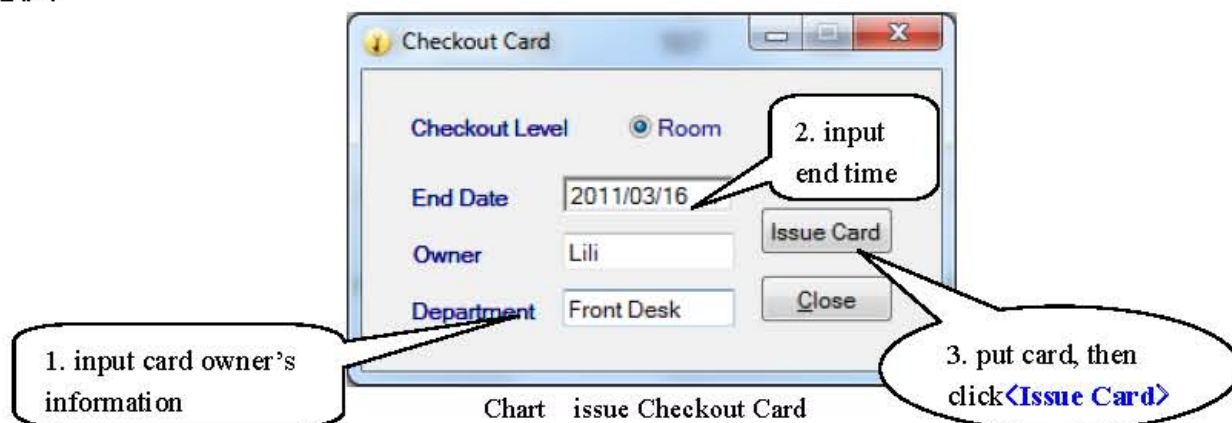 Checkout Card
Checkout Level Room
2. input
end time
End Date 2011/03/16
Issue Card
Owner Lili
Close
Department Front Desk
1. input card owner's
information
3. put card, then
click<Issue Card>
Chart issue Checkout Card